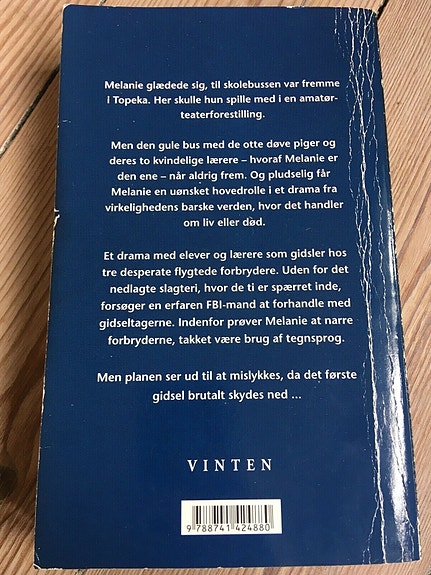 Melanie glædede sig, til skolebussen var fremme
i Topeka. Her skulle hun spille med i en amatør-
teaterforestilling.
Men den gule bus med de otte døve piger og
deres to kvindelige lærere – hvoraf Melanie er
den ene – når aldrig frem. Og pludselig får
Melanie en uønsket hovedrolle i et drama fra
virkelighedens barske verden, hvor det handler
om liv eller død.
Et drama med elever og lærere som gidsler hos
tre desperate flygtede forbrydere. Uden for det
nedlagte slagteri, hvor de ti er spærret inde,
forsøger en erfaren FBI-mand at forhandle med
gidseltagerne. Indenfor prøver Melanie at narre
forbryderne, takket være brug af tegnsprog.
Men planen ser ud til at mislykkes, da det første
gidsel brutalt skydes ned ...
VINTEN
9 788741 424880